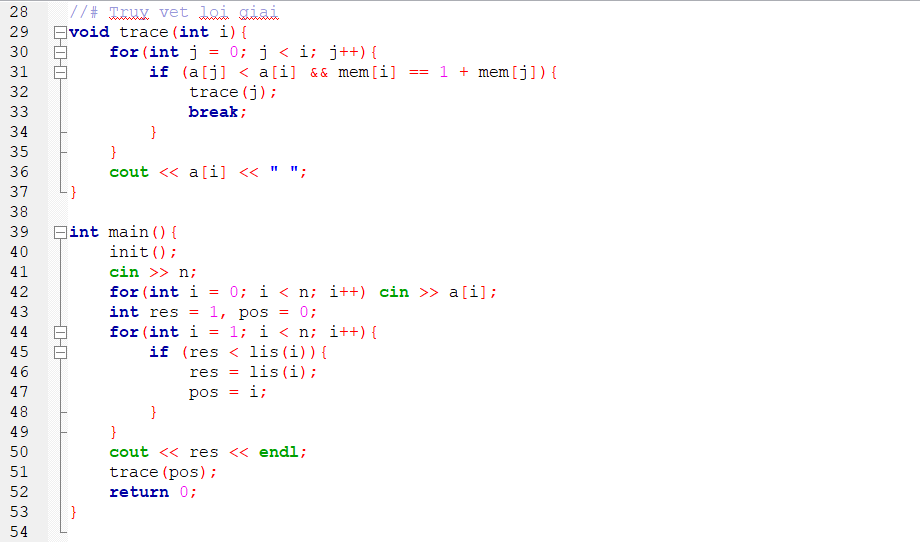 28 //# Truy vet loi giai
29 void trace(int i){
30     for(int j = 0; j < i; j++){
31         if (a[j] < a[i] && mem[i] == 1 + mem[j]){
32             trace(j);
33             break;
34         }
35     }
36     cout << a[i] << " ";
37 }
38
39 int main(){
40     init();
41     cin >> n;
42     for(int i = 0; i < n; i++) cin >> a[i];
43     int res = 1, pos = 0;
44     for(int i = 1; i < n; i++){
45         if (res < lis(i)){
46             res = lis(i);
47             pos = i;
48         }
49     }
50     cout << res << endl;
51     trace(pos);
52     return 0;
53 }
54